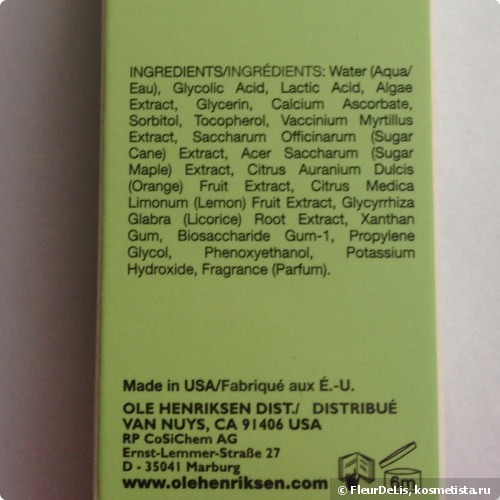 INGREDIENTS/INGRÉDIENTS: Water (Aqua/
Eau), Glycolic Acid, Lactic Acid, Algae
Extract, Glycerin, Calcium Ascorbate,
Sorbitol, Tocopherol, Vaccinium Myrtillus
Extract, Saccharum Officinarum (Sugar
Cane) Extract, Acer Saccharum (Sugar
Maple) Extract, Citrus Aurantium Dulcis
(Orange) Fruit Extract, Citrus Medica
Limonum (Lemon) Fruit Extract, Glycyrrhiza
Glabra (Licorice) Root Extract, Xanthan
Gum, Biosaccharide Gum-1, Propylene
Glycol, Phenoxyethanol, Potassium
Hydroxide, Fragrance (Parfum).
Made in USA/Fabriqué aux É.-U.
OLE HENRIKSEN DIST./ DISTRIBUÉ
VAN NUYS, CA 91406 USA
RP CoSiChem AG
Ernst-Lemmer-Straße 27
D - 35041 Marburg
www.olehenriksen.com
6m
© FleurDeLis, kosmetista.ru